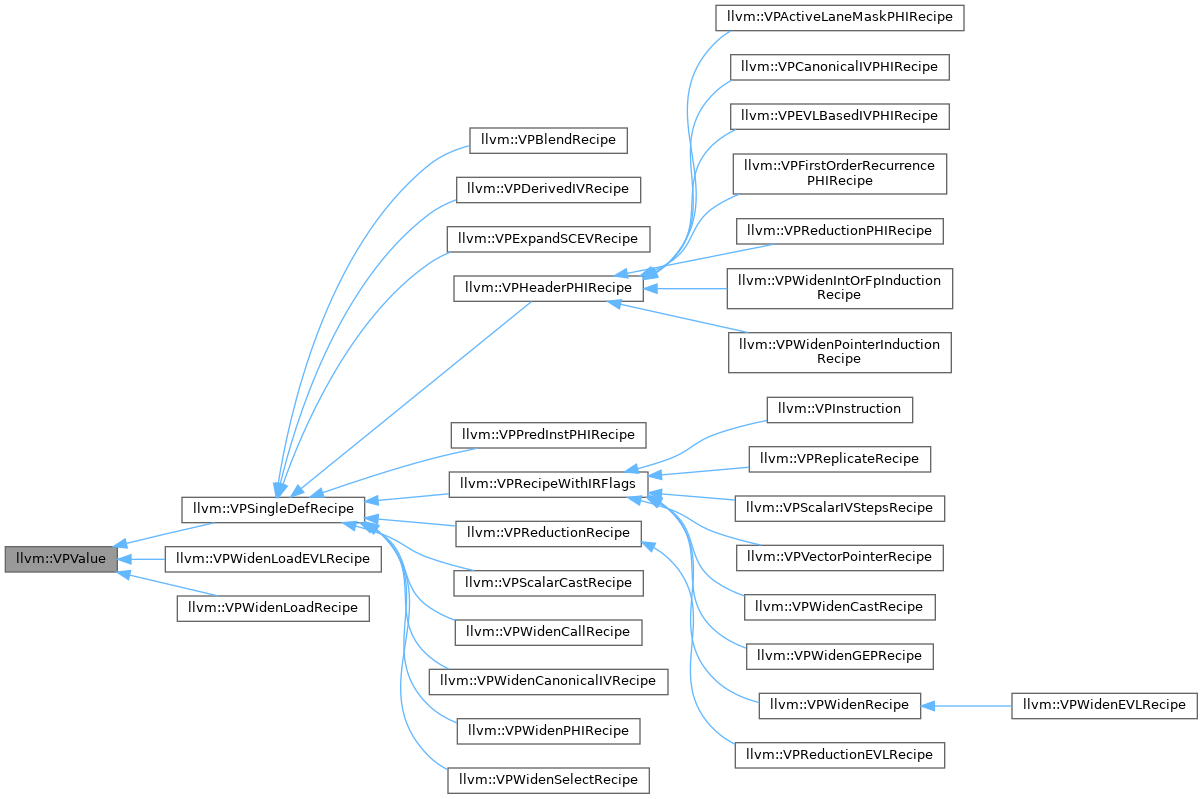 llvm::VPActiveLaneMaskPHIRecipe
llvm::VPCanonicalIVPHIRecipe
llvm::VPEVLBasedIVPHIRecipe
llvm::VPBlendRecipe
llvm::VPFirstOrderRecurrence
PHIRecipe
llvm::VPDerivedIVRecipe
llvm::VPReductionPHIRecipe
llvm::VPExpandSCEVRecipe
llvm::VPHeaderPHIRecipe
llvm::VPWidenIntOrFpInduction
Recipe
llvm::VPWidenPointerInduction
Recipe
llvm::VPInstruction
llvm::VPPredInstPHIRecipe
llvm::VPReplicateRecipe
llvm::VPRecipeWithIRFlags
llvm::VPSingleDefRecipe
llvm::VPScalarIVStepsRecipe
llvm::VPReductionRecipe
llvm::VPValue
llvm::VPWidenLoadEVLRecipe
llvm::VPVectorPointerRecipe
llvm::VPScalarCastRecipe
llvm::VPWidenLoadRecipe
llvm::VPWidenCastRecipe
llvm::VPWidenCallRecipe
llvm::VPWidenGEPRecipe
llvm::VPWidenCanonicalIVRecipe
llvm::VPWidenRecipe
llvm::VPWidenEVLRecipe
llvm::VPWidenPHIRecipe
llvm::VPReductionEVLRecipe
llvm::VPWidenSelectRecipe